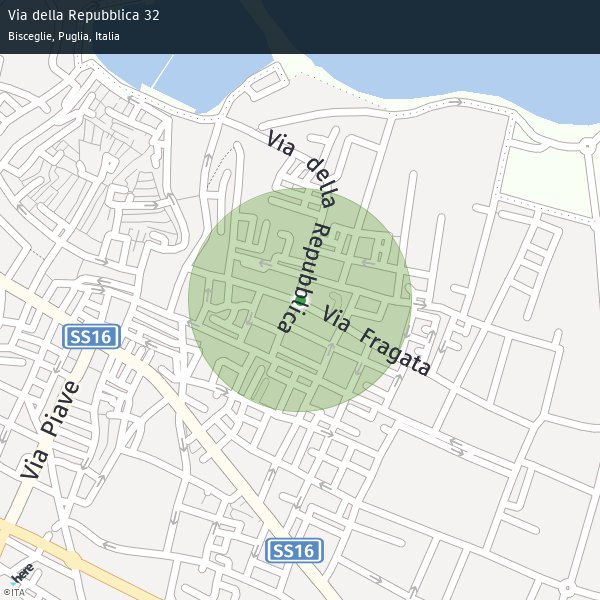 Via della Repubblica 32
Bisceglie, Puglia, Italia
Via della Repubblica
Via Fragata
SS16
Via Piave
SS16
here
©ITA